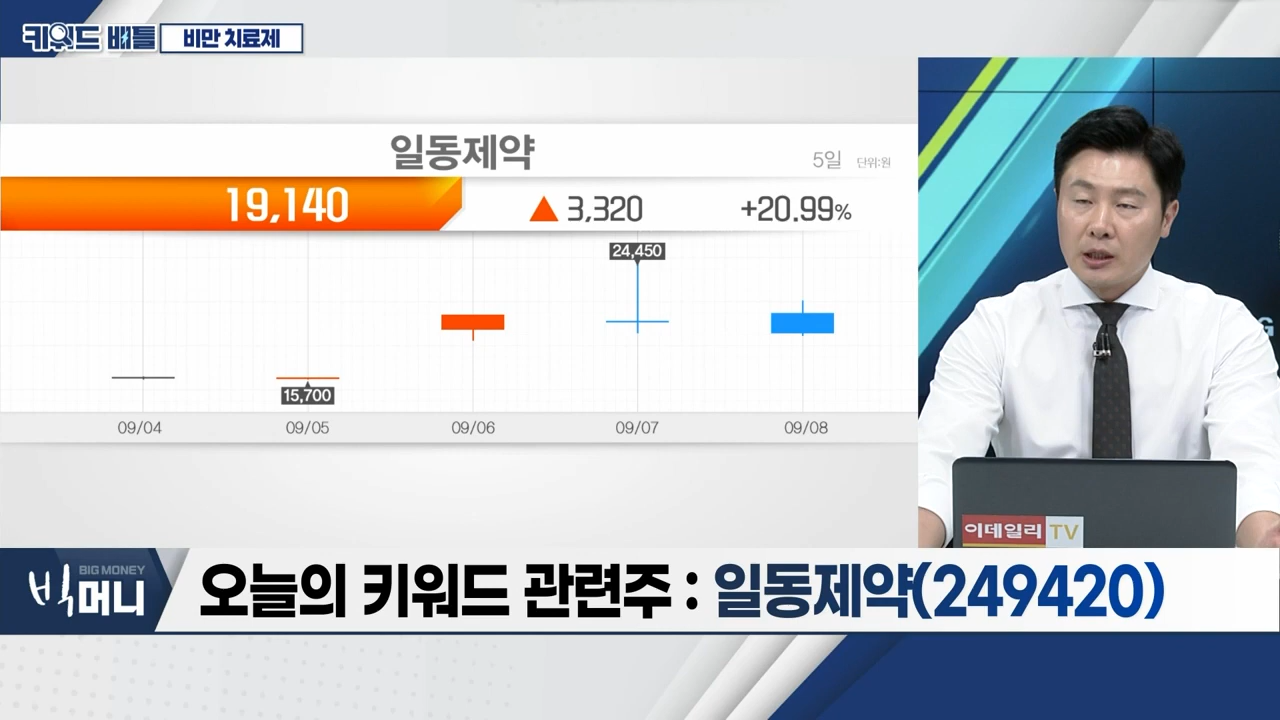 키워드 배틀 비만 치료제
일동제약
5일 단위:원
19,140 ▲ 3,320 +20.99%
24,450
15,700
09/04 09/05 09/06 09/07 09/08
이데일리 TV
BIG MONEY
빅머니
오늘의 키워드 관련주 : 일동제약(249420)